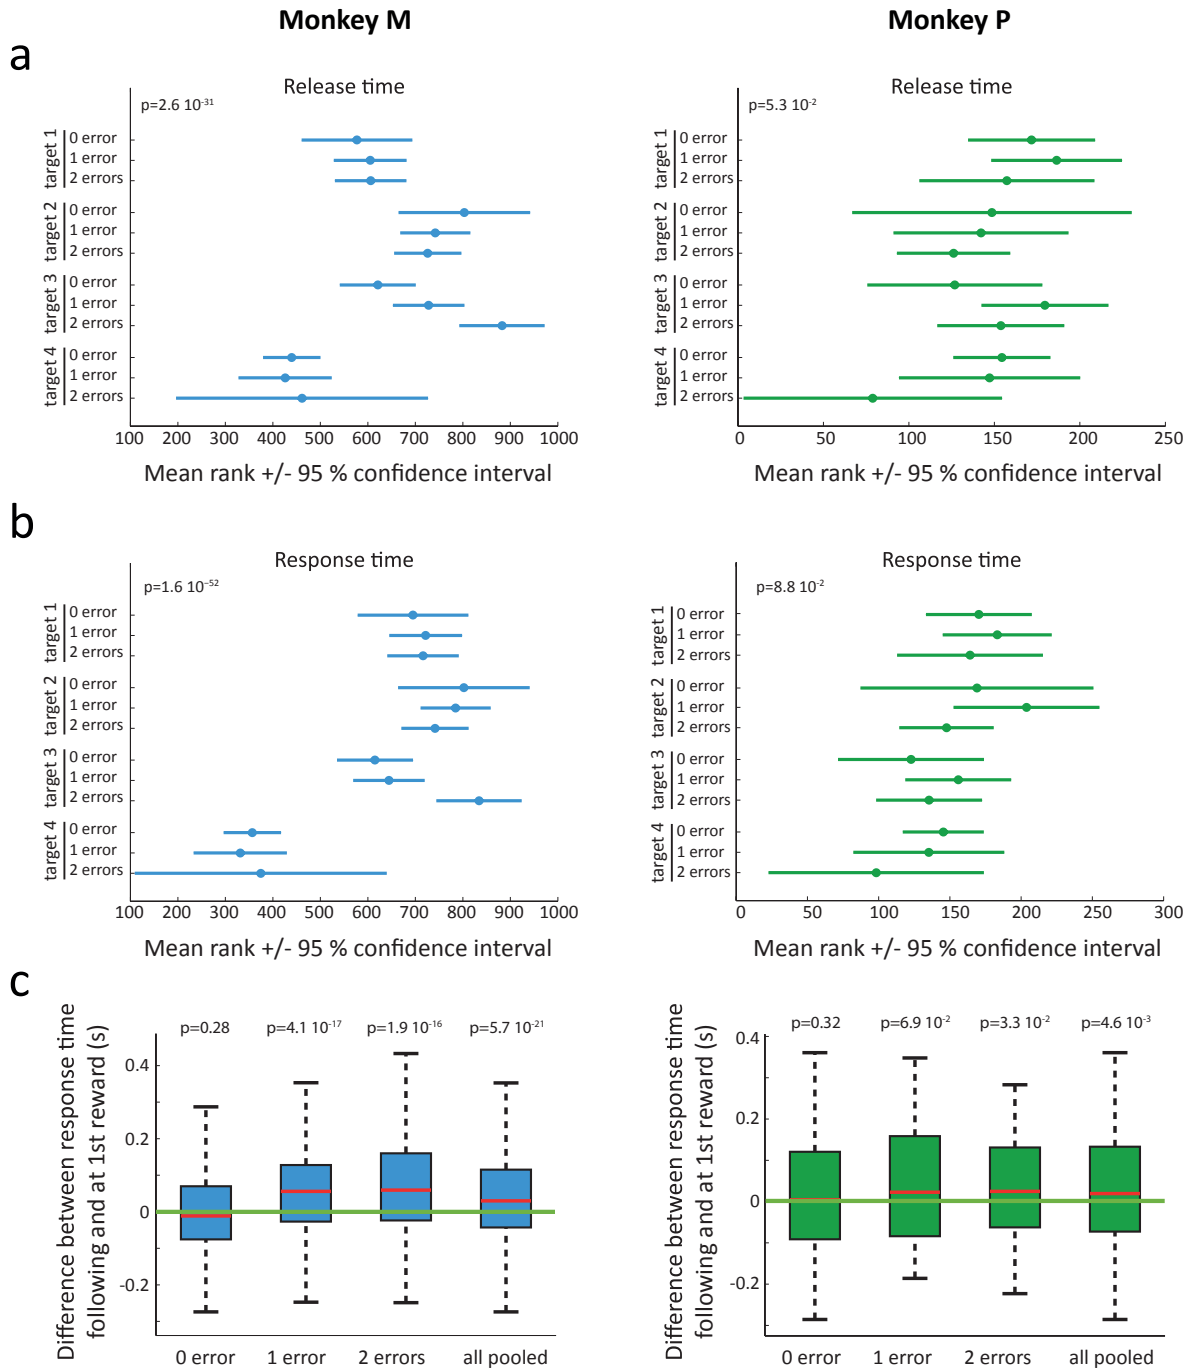 Monkey M
Monkey P
a
Release time
p=2.6 10-31
target 1
0 error
1 error
2 errors
target 2
0 error
1 error
2 errors
target 3
0 error
1 error
2 errors
target 4
0 error
1 error
2 errors
100 200 300 400 500 600 700 800 900 1000
Mean rank +/- 95 % confidence interval
Release time
p=5.3 10-2
target 1
0 error
1 error
2 errors
target 2
0 error
1 error
2 errors
target 3
0 error
1 error
2 errors
target 4
0 error
1 error
2 errors
0 50 100 150 200 250
Mean rank +/- 95 % confidence interval
b
Response time
p=1.6 10−52
target 1
0 error
1 error
2 errors
target 2
0 error
1 error
2 errors
target 3
0 error
1 error
2 errors
target 4
0 error
1 error
2 errors
100 200 300 400 500 600 700 800 900 1000
Mean rank +/- 95 % confidence interval
Response time
p=8.8 10-2
target 1
0 error
1 error
2 errors
target 2
0 error
1 error
2 errors
target 3
0 error
1 error
2 errors
target 4
0 error
1 error
2 errors
0 50 100 150 200 250 300
Mean rank +/- 95 % confidence interval
c
Difference between response time
following and at 1st reward (s)
p=0.28 p=4.1 10-17 p=1.9 10-16 p=5.7 10-21
0.4
0.2
0
-0.2
0 error 1 error 2 errors all pooled
Difference between response time
following and at 1st reward (s)
p=0.32 p=6.9 10-2 p=3.3 10-2 p=4.6 10-3
0.4
0.2
0
-0.2
0 error 1 error 2 errors all pooled